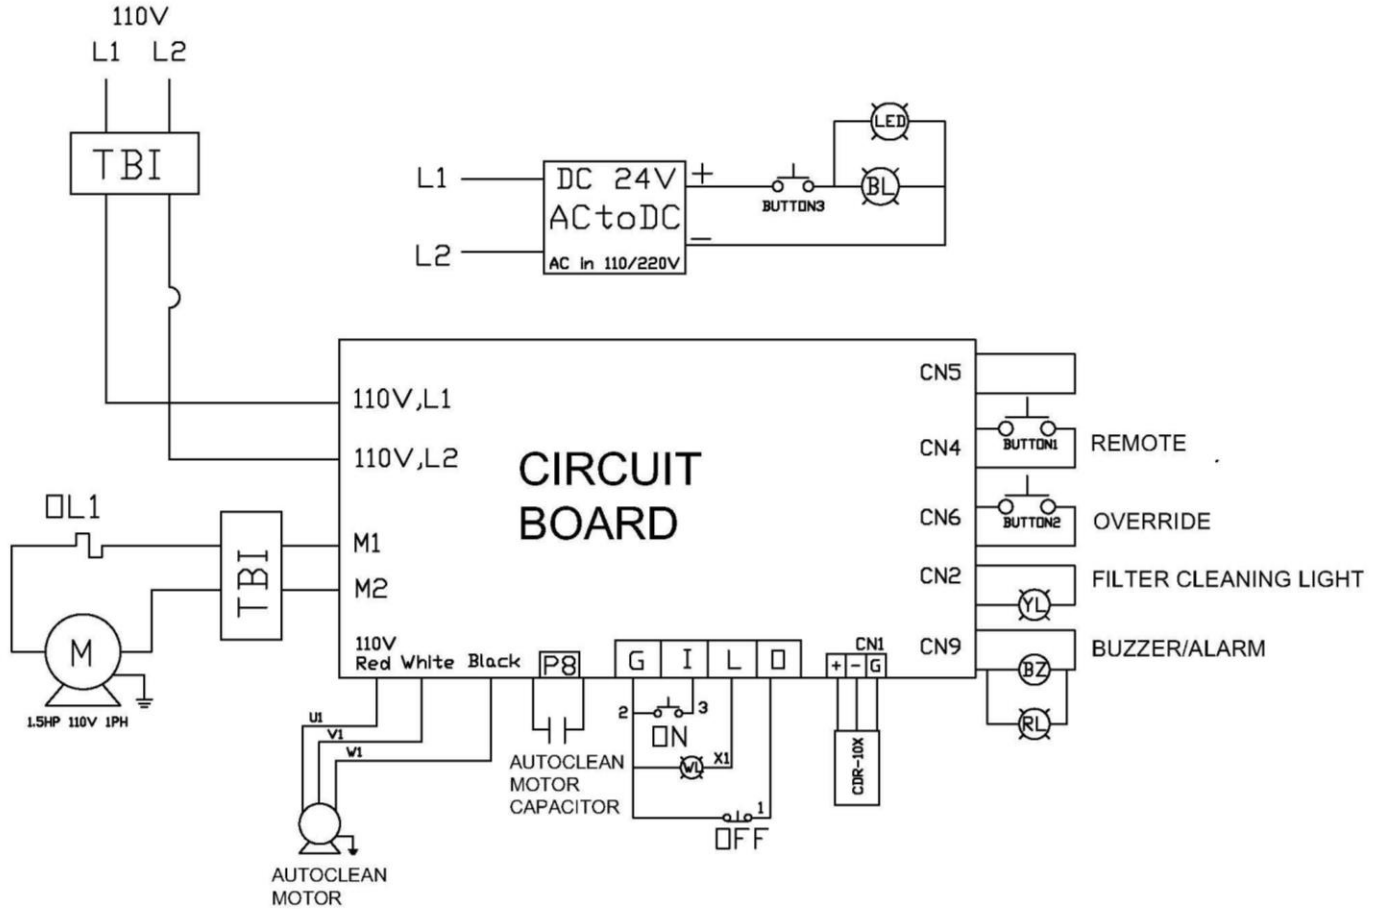 110V
L1 L2
TBI
L1
L2
DC 24V
ACtoDC
AC in 110/220V
+
-
BUTTON3
LED
BL
110V,L1
110V,L2
CIRCUIT
BOARD
M1
M2
110V
Red White Black
P8
G I L O
CN1
+ - G
CN5
CN4
CN6
CN2
CN9
BUTTON1
REMOTE
BUTTON2
OVERRIDE
YL
FILTER CLEANING LIGHT
BZ
RL
BUZZER/ALARM
OL1
TBI
M
1.5HP 110V 1PH
U1
V1
W1
AUTOCLEAN
MOTOR
AUTOCLEAN
MOTOR
CAPACITOR
2 3
ON
WL X1
1
OFF
CDR-10X